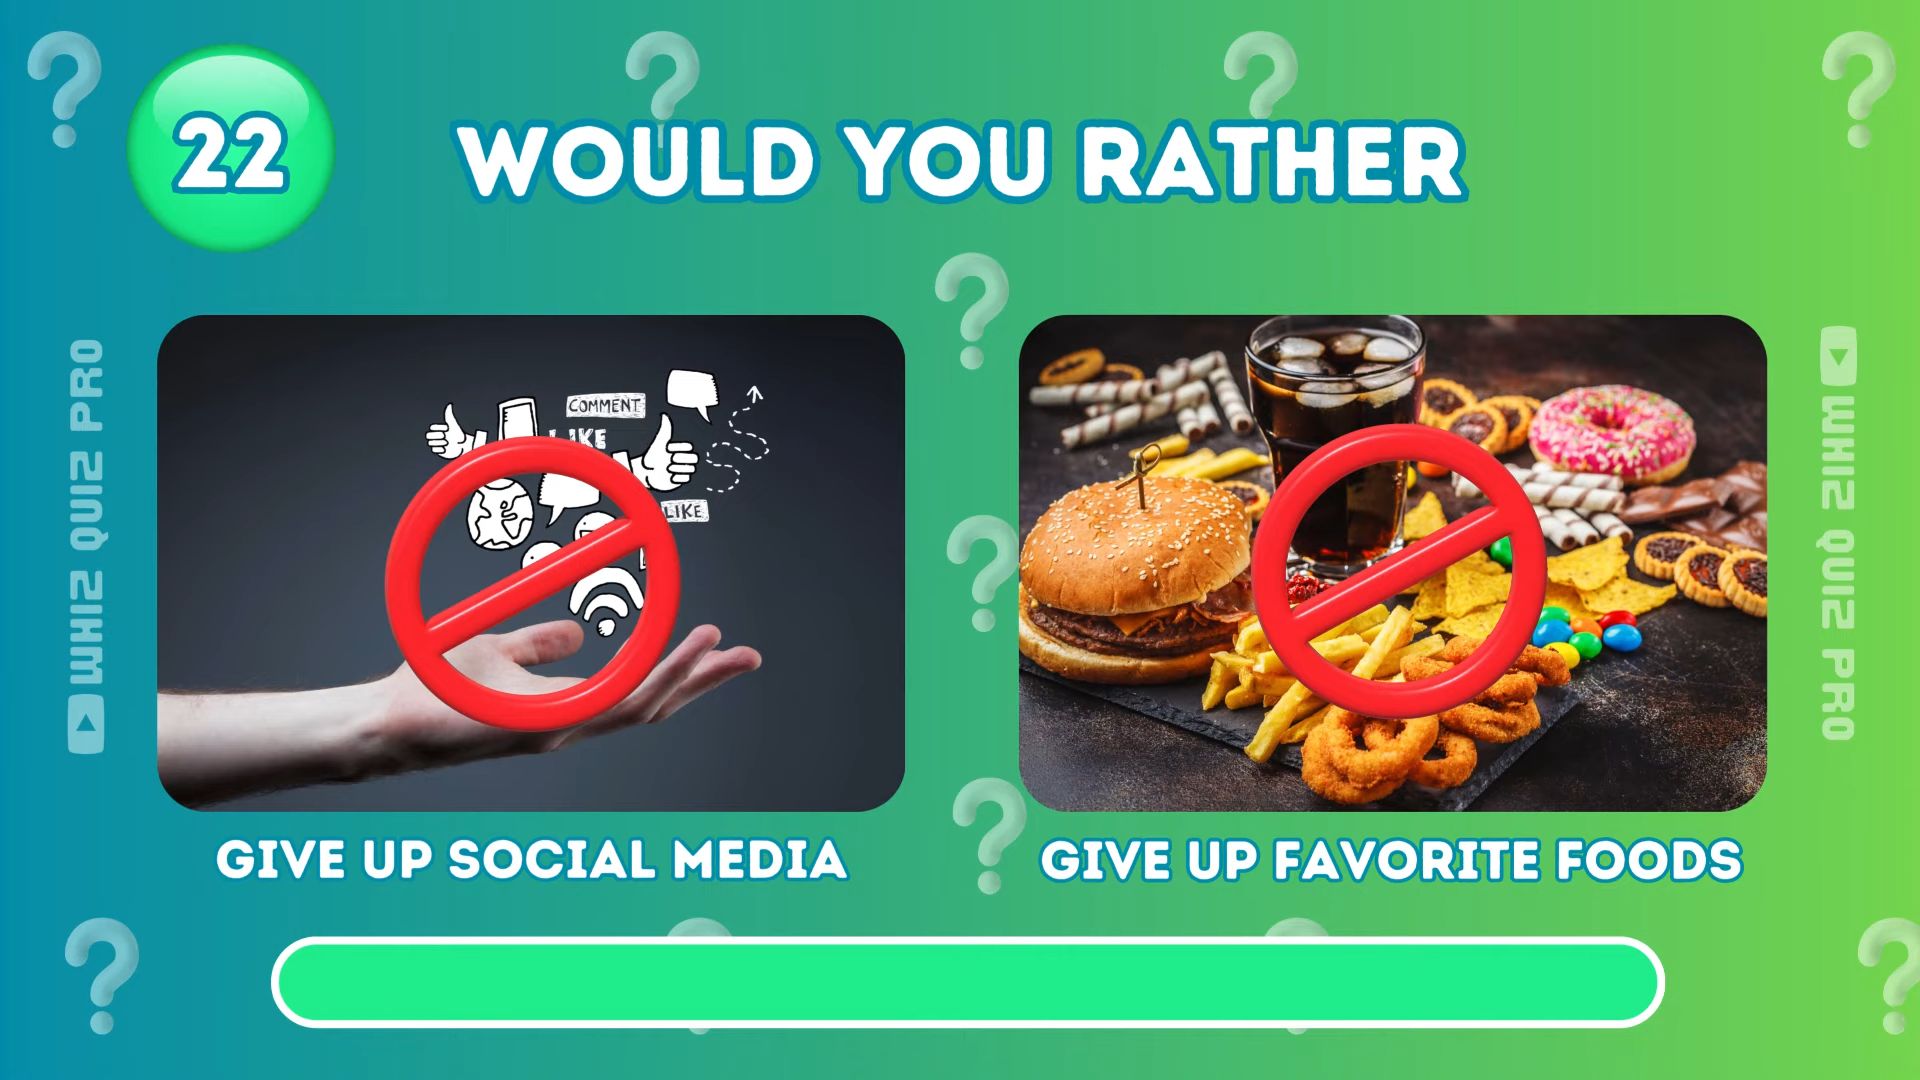 22
WOULD YOU RATHER
WHIZ QUIZ PRO
COMMENT
LIKE
LIKE
WHIZ QUIZ PRO
GIVE UP SOCIAL MEDIA
GIVE UP FAVORITE FOODS